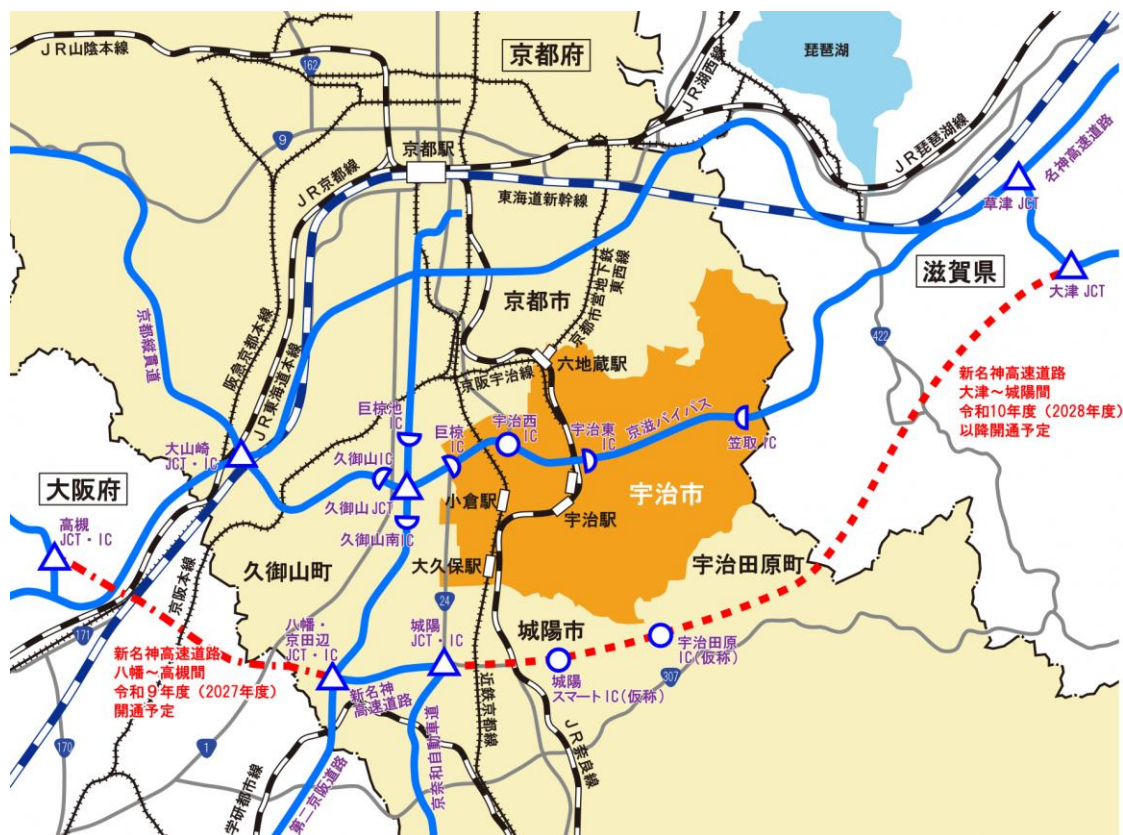 JR山陰本線
162
京都府
JR湖西線
琵琶湖
9
京都駅
JR琵琶湖線
名神高速道路
JR京都線
東海道新幹線
草津 JCT
滋賀県
京都市営地下鉄
東西線
京都市
大津 JCT
京都縦貫道
阪急京都本線
JR東海道本線
422
六地蔵駅
京阪宇治線
新名神高速道路
大津～城陽間
令和10年度（2028年度）
以降開通予定
巨椋池
IC
巨椋
IC
宇治西
IC
宇治東
IC
京滋バイパス
笠取 IC
大山崎
JCT・IC
久御山IC
大阪府
久御山 JCT
小倉駅
宇治市
宇治駅
高槻
JCT・IC
久御山南IC
京阪本線
久御山町
大久保駅
宇治田原町
24
171
八幡・
京田辺
JCT・IC
城陽
JCT・IC
城陽市
宇治田原
IC(仮称)
新名神高速道路
八幡～高槻間
令和９年度（2027年度）
開通予定
新名神
高速道路
城陽
スマートIC(仮称)
307
近鉄京都線
170
1
学研都市線
第二京阪道路
京奈和自動車道
JR奈良線